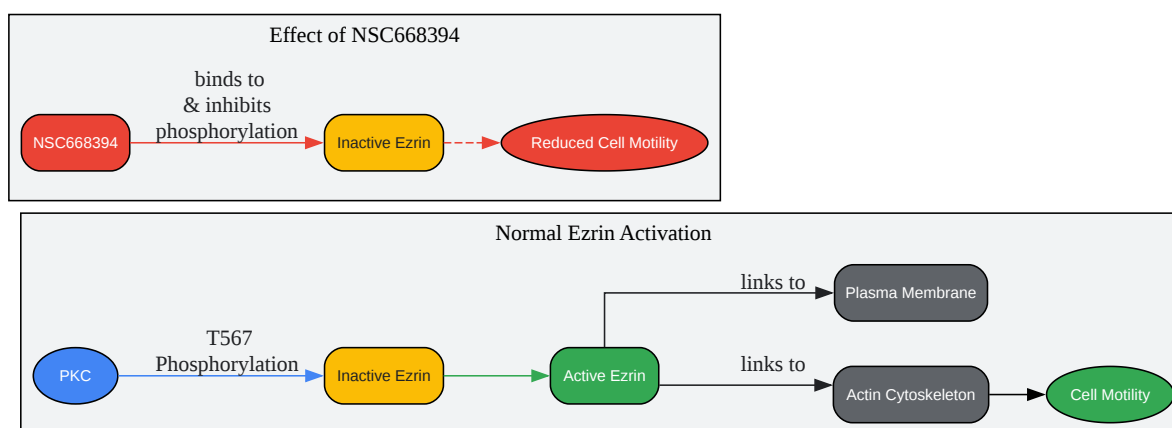 Effect of NSC668394
binds to
& inhibits
phosphorylation
NSC668394
Inactive Ezrin
Reduced Cell Motility
Normal Ezrin Activation
links to
Plasma Membrane
T567
Phosphorylation
PKC
Inactive Ezrin
Active Ezrin
links to
Actin Cytoskeleton
Cell Motility